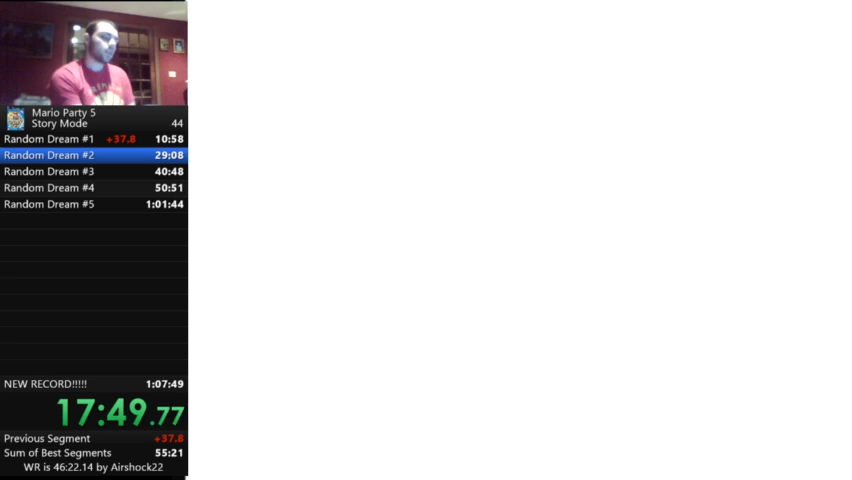 Mario Party 5
Story Mode 44
Random Dream #1 +37.8 10:58
Random Dream #2 29:08
Random Dream #3 40:48
Random Dream #4 50:51
Random Dream #5 1:01:44
NEW RECORD!!!!! 1:07:49
17:49.77
Previous Segment +37.8
Sum of Best Segments 55:21
WR is 46:22.14 by Airshock22